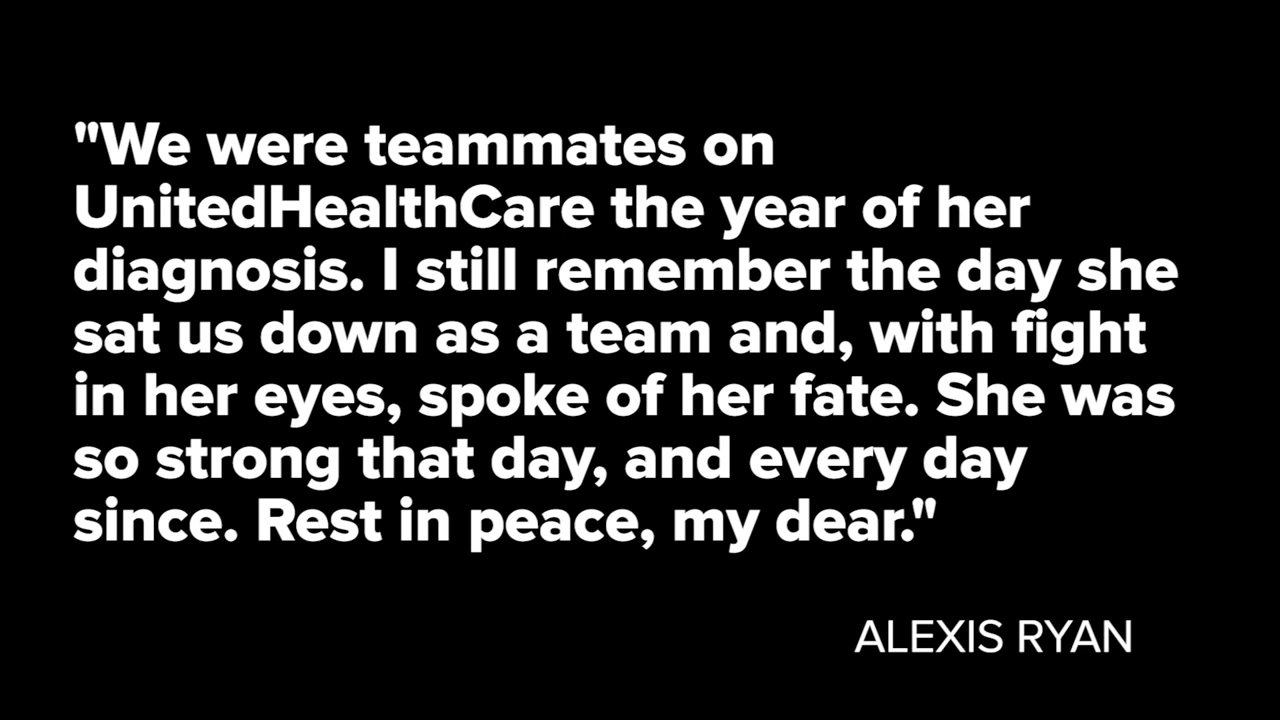 "We were teammates on
UnitedHealthCare the year of her
diagnosis. I still remember the day she
sat us down as a team and, with fight
in her eyes, spoke of her fate. She was
so strong that day, and every day
since. Rest in peace, my dear."
ALEXIS RYAN